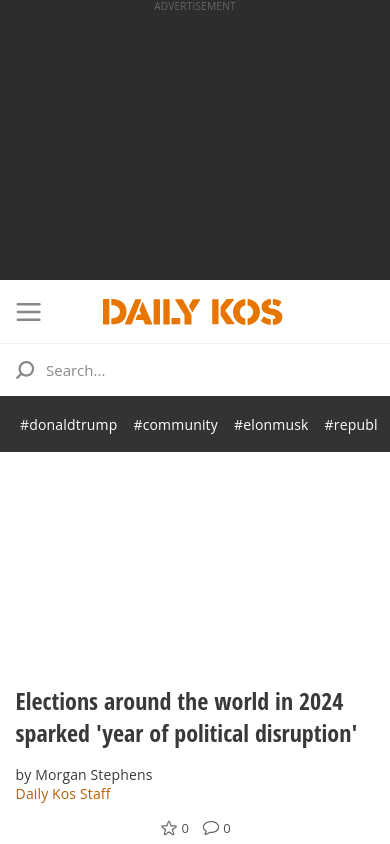 ADVERTISEMENT
DAILY KOS
Search...
#donaldtrump #community #elonmusk #republ
Elections around the world in 2024
sparked 'year of political disruption'
by Morgan Stephens
Daily Kos Staff
0 0